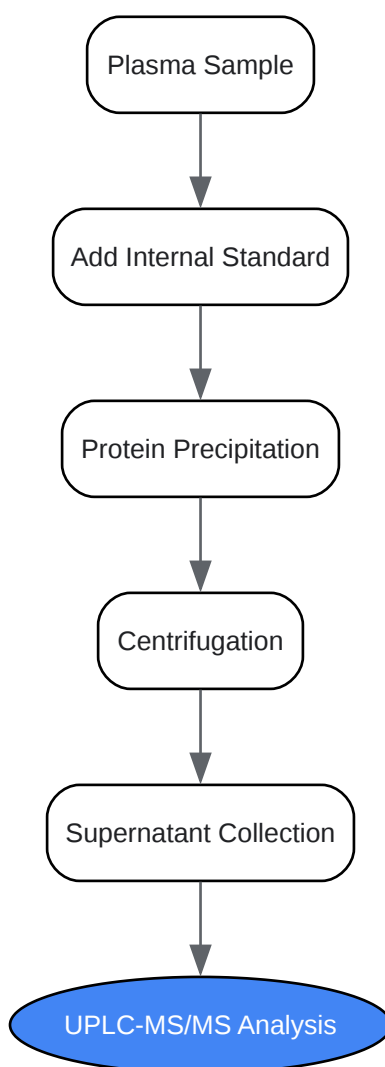 Plasma Sample
Add Internal Standard
Protein Precipitation
Centrifugation
Supernatant Collection
UPLC-MS/MS Analysis